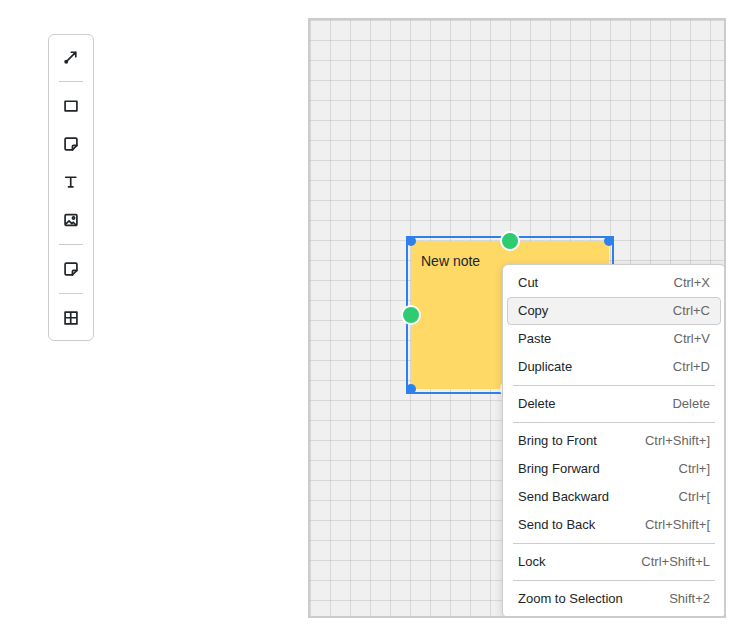 New note
Cut Ctrl+X
Copy Ctrl+C
Paste Ctrl+V
Duplicate Ctrl+D
Delete Delete
Bring to Front Ctrl+Shift+]
Bring Forward Ctrl+]
Send Backward Ctrl+[
Send to Back Ctrl+Shift+[
Lock Ctrl+Shift+L
Zoom to Selection Shift+2